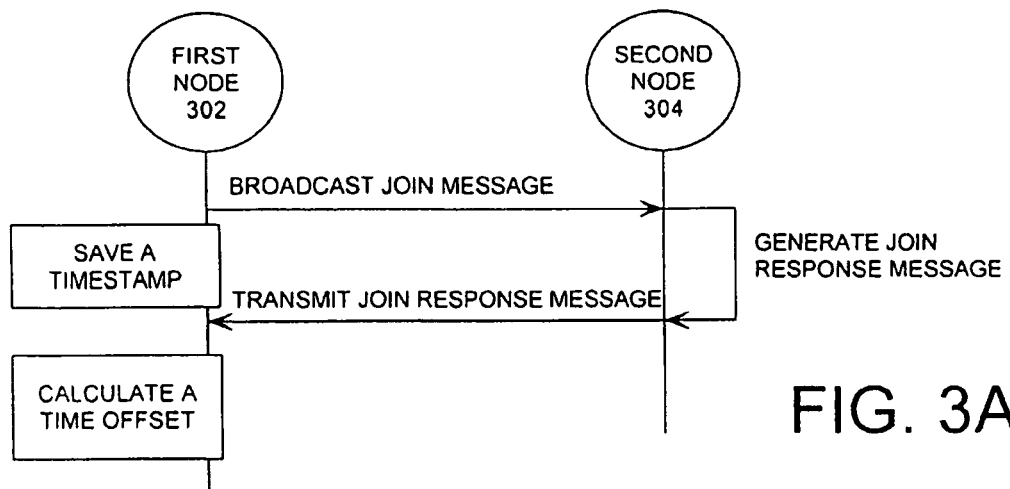 FIRST
NODE
302
SECOND
NODE
304
BROADCAST JOIN MESSAGE
SAVE A
TIMESTAMP
GENERATE JOIN
RESPONSE MESSAGE
TRANSMIT JOIN RESPONSE MESSAGE
CALCULATE A
TIME OFFSET
FIG. 3A